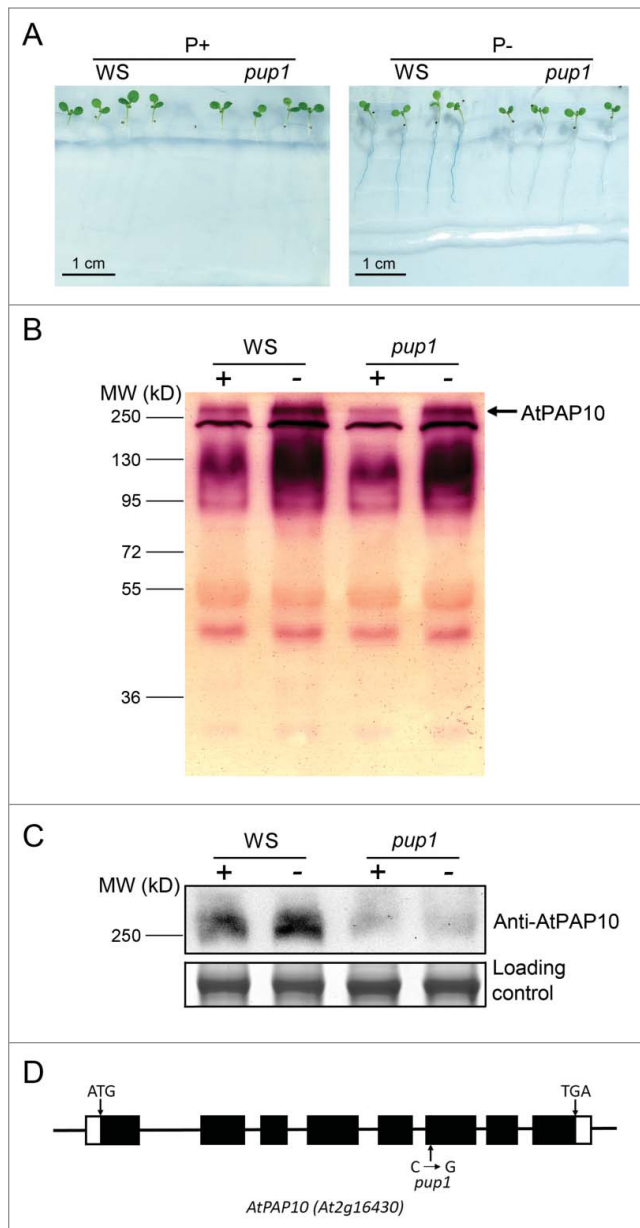 A
P+
P-
WS pup1
WS pup1
1 cm
1 cm
B
WS pup1
MW (kD) + - + -
250
AtPAP10
130
95
72
55
36
C
WS pup1
MW (kD) + - + -
250
Anti-AtPAP10
Loading
control
D
ATG
TGA
C → G
pup1
AtPAP10 (At2g16430)